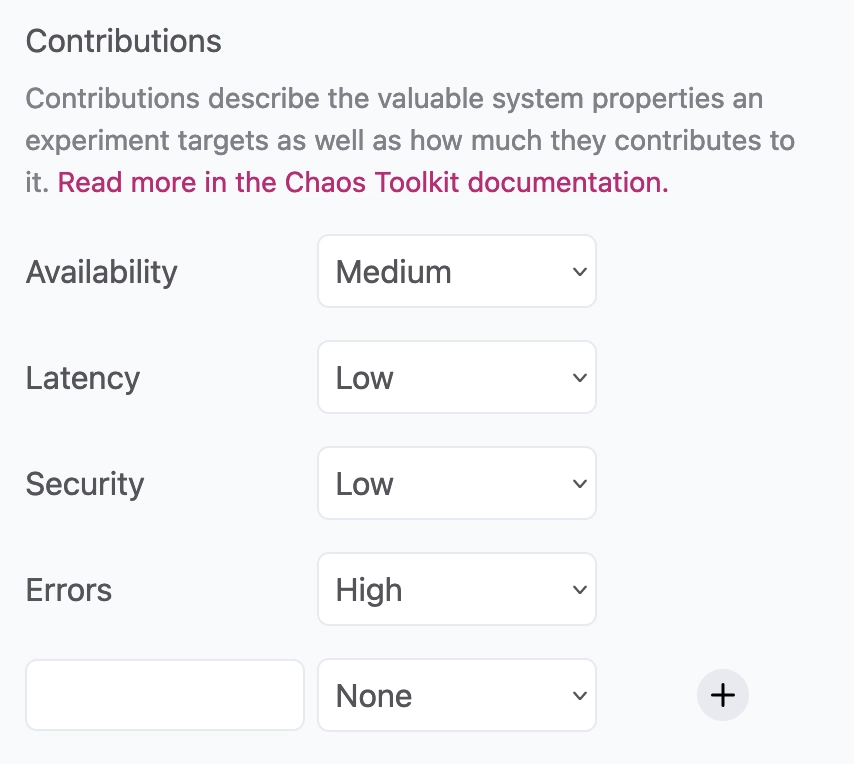 Contributions
Contributions describe the valuable system properties an
experiment targets as well as how much they contributes to
it. Read more in the Chaos Toolkit documentation.
Availability Medium
Latency Low
Security Low
Errors High
None +